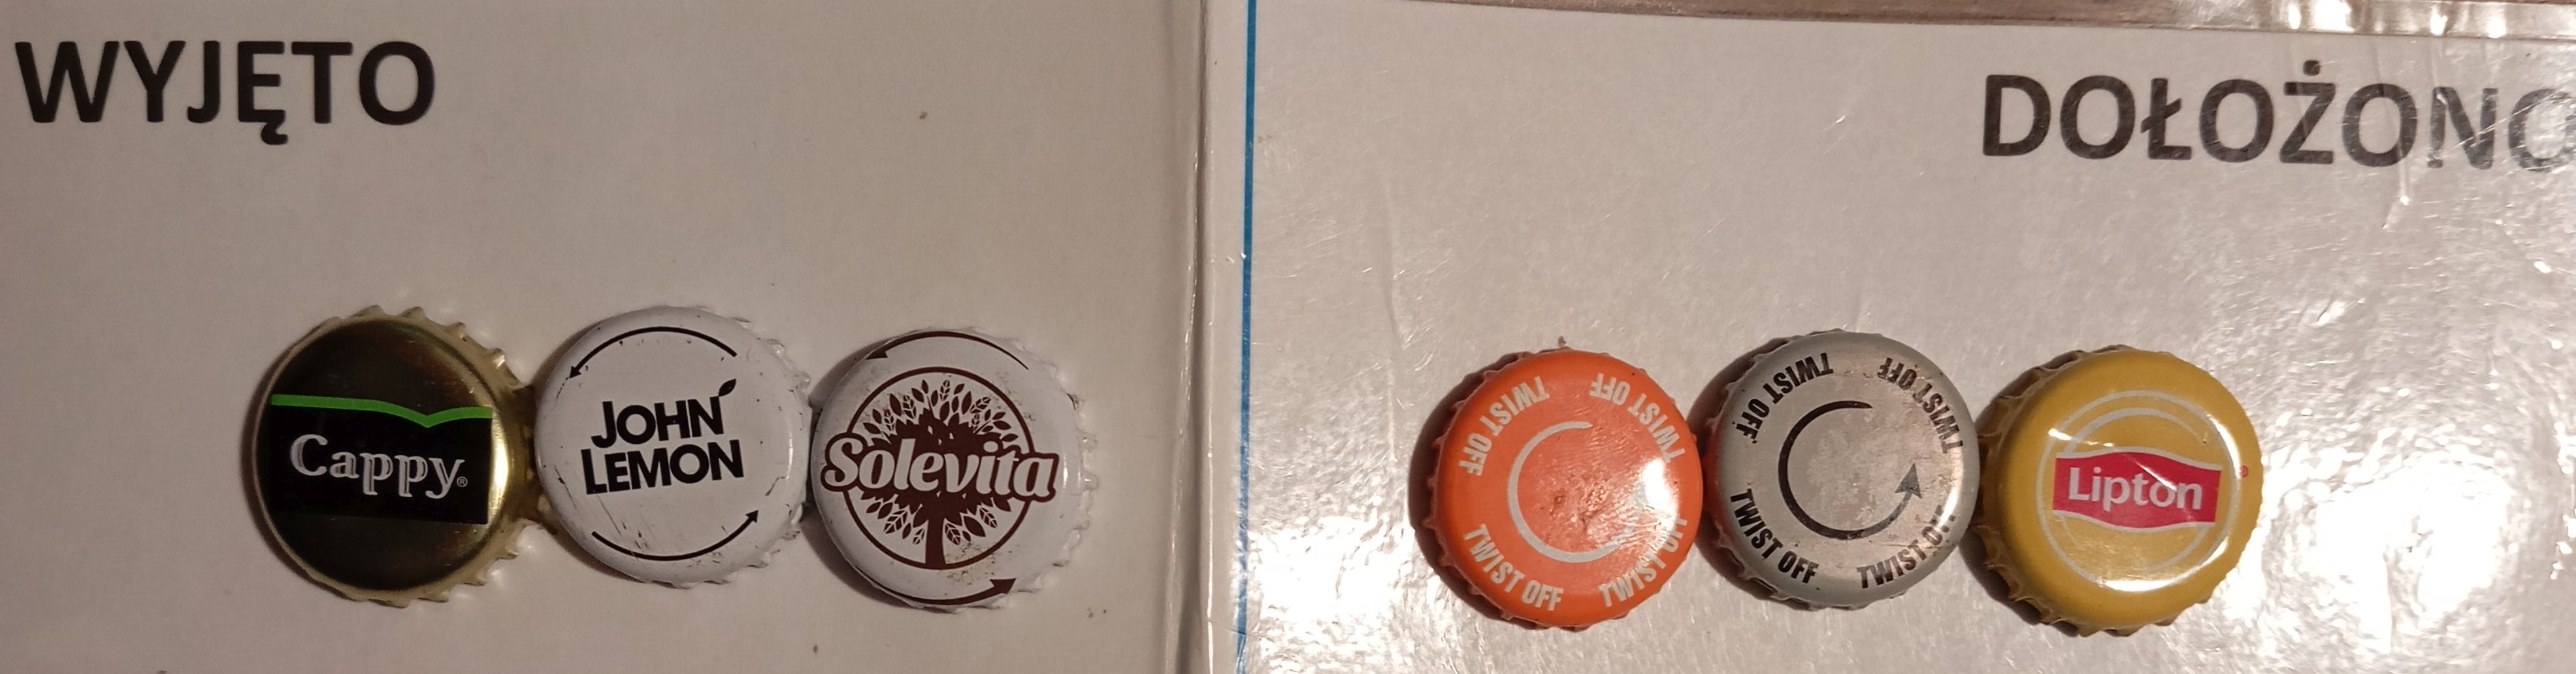 WYJĘTO
DOŁOŻONO
Cappy®
JOHN
LEMON
Solevita
TWIST OFF TWIST OFF TWIST OFF TWIST OFF
TWIST OFF TWIST OFF TWIST OFF TWIST OFF
Lipton®